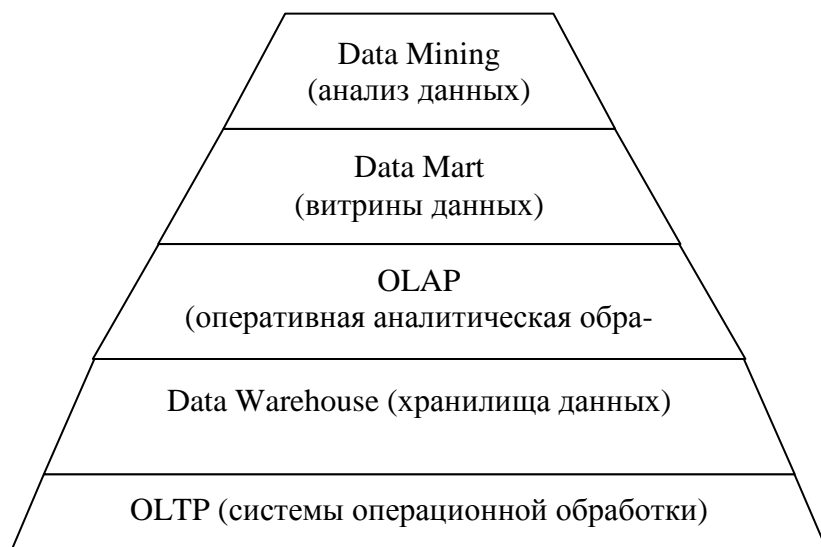 Data Mining
(анализ данных)
Data Mart
(витрины данных)
OLAP
(оперативная аналитическая обра-
Data Warehouse (хранилища данных)
OLTP (системы операционной обработки)